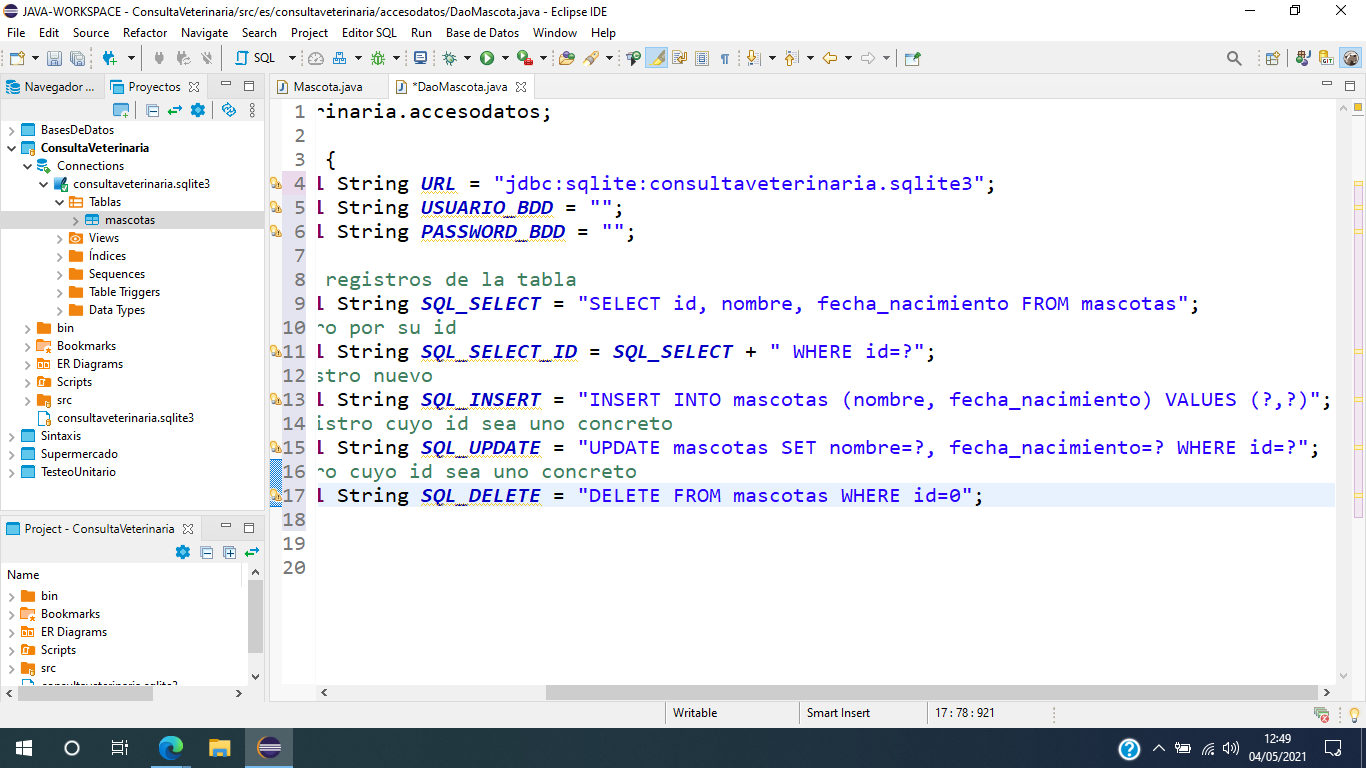 JAVA-WORKSPACE - ConsultaVeterinaria/src/es/consultaveterinaria/accesodatos/DaoMascota.java - Eclipse IDE
File Edit Source Refactor Navigate Search Project Editor SQL Run Base de Datos Window Help
SQL
Navegador ...
Proyectos
BasesDeDatos
ConsultaVeterinaria
Connections
consultaveterinaria.sqlite3
Tablas
mascotas
Views
Índices
Sequences
Table Triggers
Data Types
bin
Bookmarks
ER Diagrams
Scripts
src
consultaveterinaria.sqlite3
Sintaxis
Supermercado
TesteoUnitario
Project - ConsultaVeterinaria
Name
bin
Bookmarks
ER Diagrams
Scripts
src
consultaveterinaria.sqlite3
Mascota.java
*DaoMascota.java
1 rinaria.accesodatos;
2
3 {
4 l String URL = "jdbc:sqlite:consultaveterinaria.sqlite3";
5 l String USUARIO_BDD = "";
6 l String PASSWORD_BDD = "";
7
8 registros de la tabla
9 l String SQL_SELECT = "SELECT id, nombre, fecha_nacimiento FROM mascotas";
10 ro por su id
11 l String SQL_SELECT_ID = SQL_SELECT + " WHERE id=?";
12 stro nuevo
13 l String SQL_INSERT = "INSERT INTO mascotas (nombre, fecha_nacimiento) VALUES (?,?)";
14 istro cuyo id sea uno concreto
15 l String SQL_UPDATE = "UPDATE mascotas SET nombre=?, fecha_nacimiento=? WHERE id=?";
16 ro cuyo id sea uno concreto
17 l String SQL_DELETE = "DELETE FROM mascotas WHERE id=0";
18
19
20
Writable
Smart Insert
17 : 78 : 921
12:49
04/05/2021